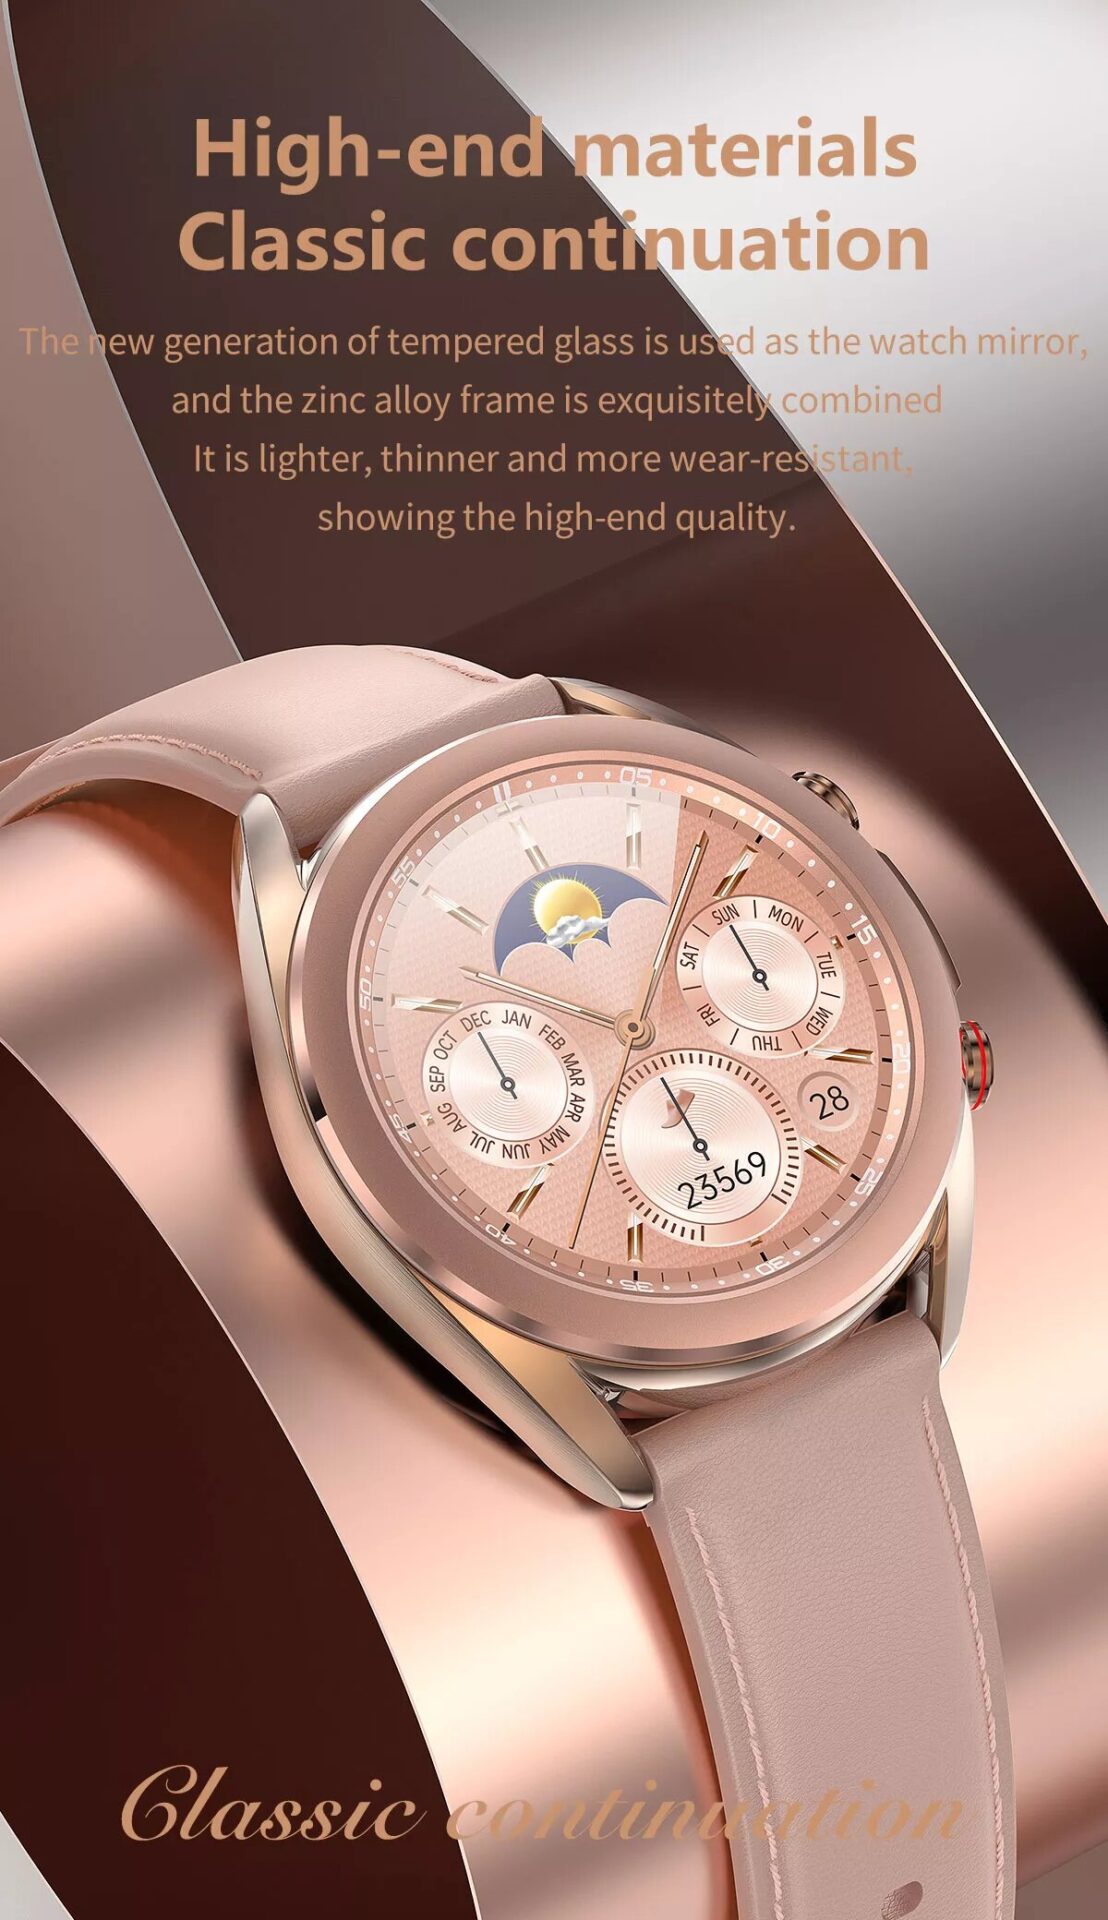 High-end materials
Classic continuation
The new generation of tempered glass is used as the watch mirror,
and the zinc alloy frame is exquisitely combined
It is lighter, thinner and more wear-resistant,
showing the high-end quality.
05
10
15
20
25
30
35
40
45
50
55
SUN
MON
TUE
WED
THU
FRI
SAT
JAN
FEB
MAR
APR
MAY
JUN
JUL
AUG
SEP
OCT
DEC
28
23569
Classic continuation